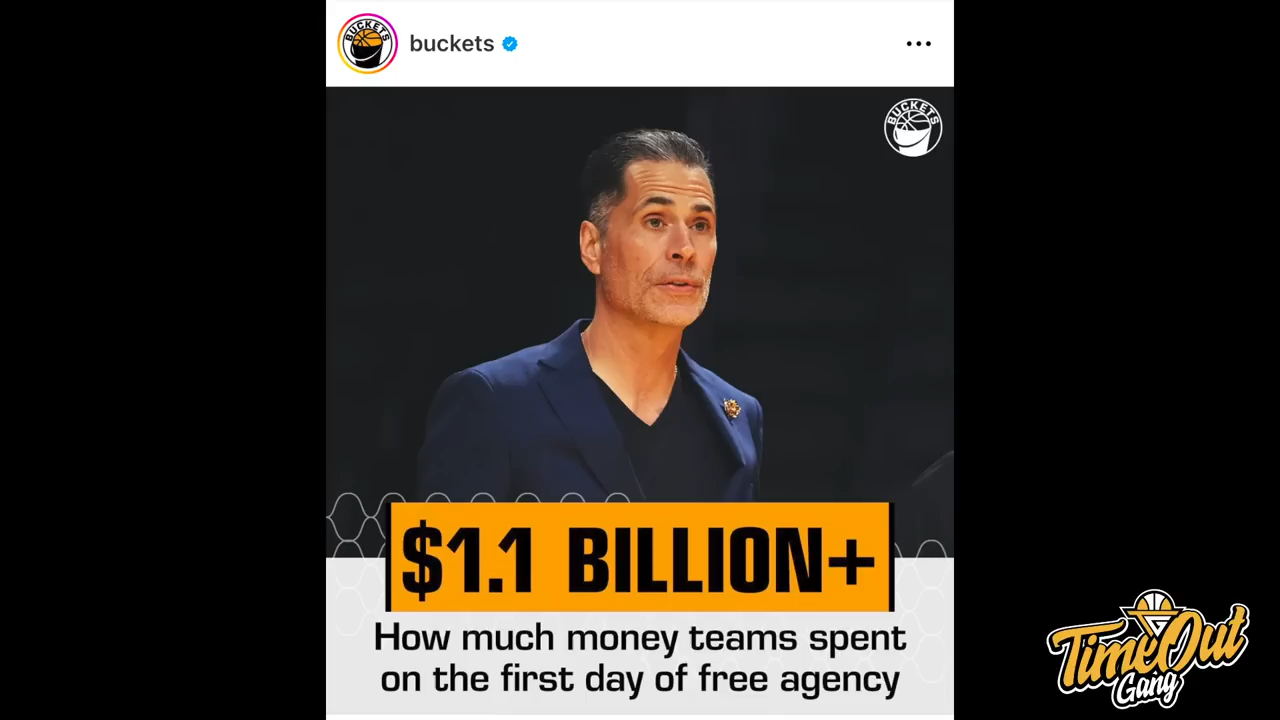 BUCKETS
buckets
BUCKETS
$1.1 BILLION+
How much money teams spent
on the first day of free agency
TimeOut
Gang